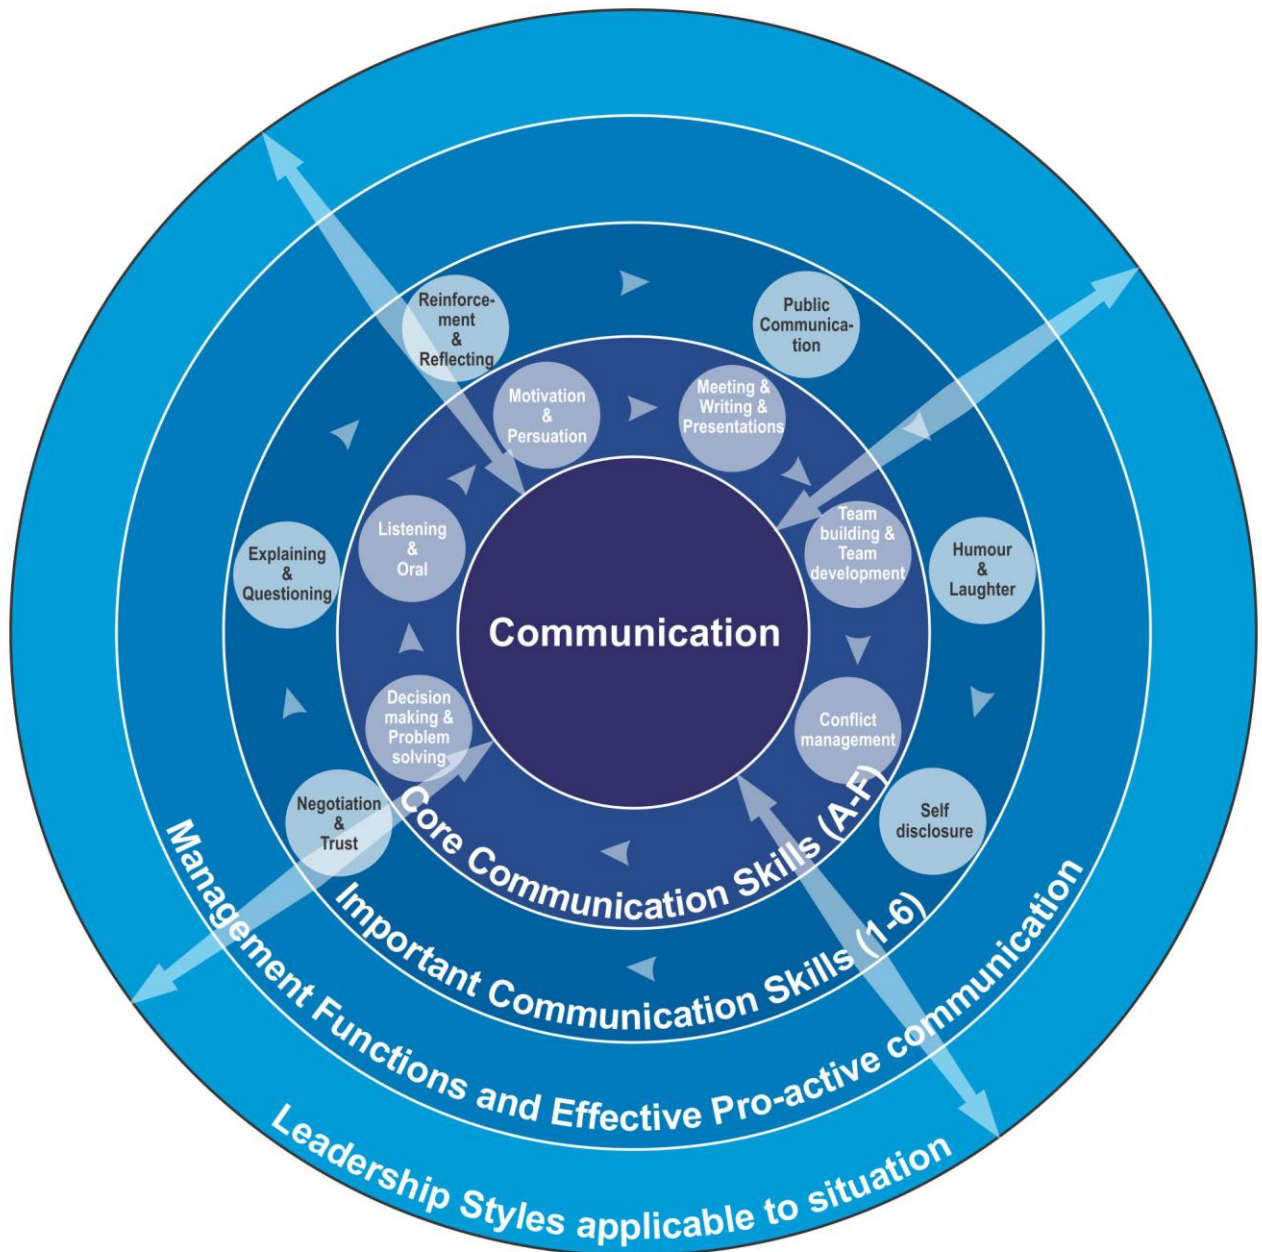 Reinforce-
ment
&
Reflecting
Public
Communica-
tion
Motivation
&
Persuation
Meeting &
Writing &
Presentations
Listening
&
Oral
Team
building &
Team
development
Explaining
&
Questioning
Humour
&
Laughter
Communication
Decision
making &
Problem
solving
Conflict
management
Negotiation
&
Trust
Self
disclosure
Core Communication Skills (A-F)
Important Communication Skills (1-6)
Management Functions and Effective Pro-active communication
Leadership Styles applicable to situation